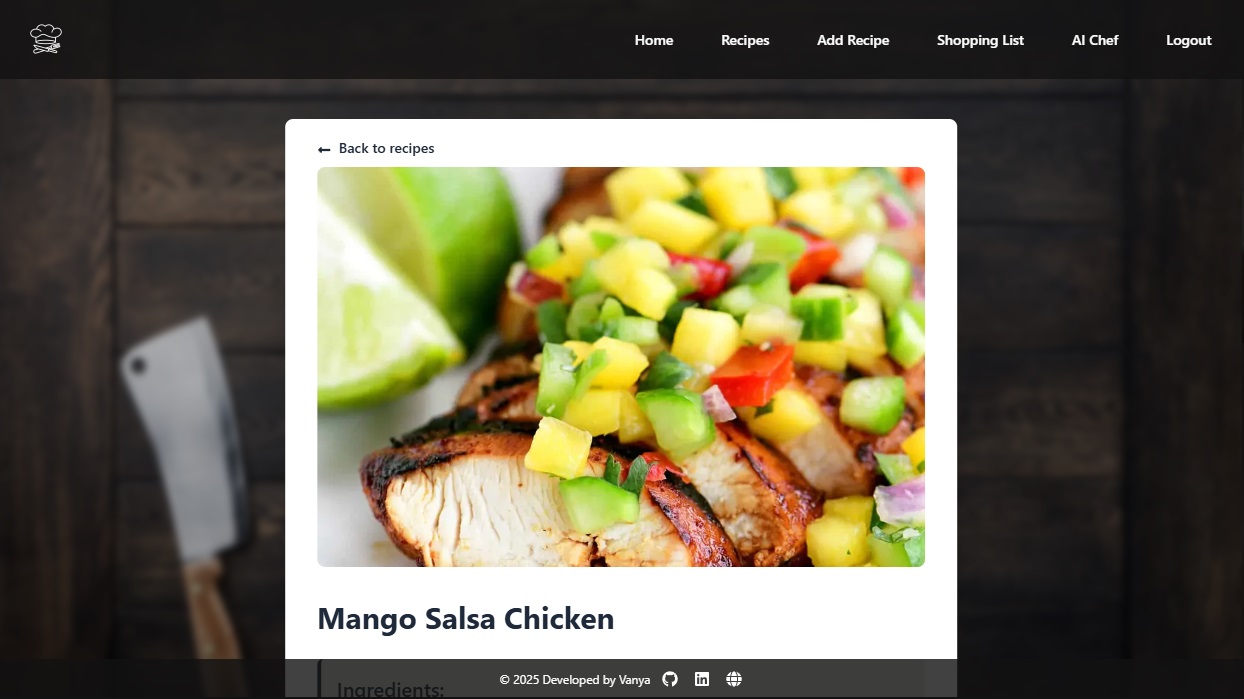 Home Recipes Add Recipe Shopping List AI Chef Logout
Back to recipes
Mango Salsa Chicken
Ingredients:
© 2025 Developed by Vanya